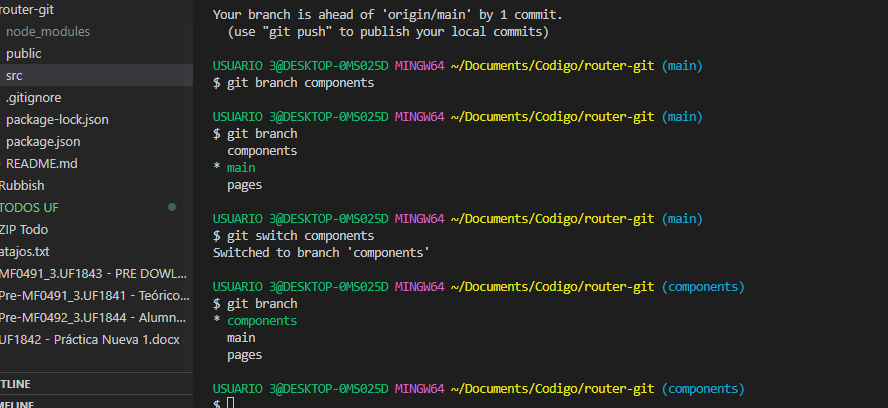 router-git
node_modules
public
src
.gitignore
package-lock.json
package.json
README.md
Rubbish
TODOS UF
ZIP Todo
atajos.txt
MF0491_3.UF1843 - PRE DOWL...
Pre-MF0491_3.UF1841 - Teórico...
Pre-MF0492_3.UF1844 - Alumn...
UF1842 - Práctica Nueva 1.docx
TLINE
MELINE
Your branch is ahead of 'origin/main' by 1 commit.
(use "git push" to publish your local commits)
USUARIO 3@DESKTOP-0MS025D MINGW64 ~/Documents/Codigo/router-git (main)
$ git branch components
USUARIO 3@DESKTOP-0MS025D MINGW64 ~/Documents/Codigo/router-git (main)
$ git branch
components
* main
pages
USUARIO 3@DESKTOP-0MS025D MINGW64 ~/Documents/Codigo/router-git (main)
$ git switch components
Switched to branch 'components'
USUARIO 3@DESKTOP-0MS025D MINGW64 ~/Documents/Codigo/router-git (components)
$ git branch
* components
main
pages
USUARIO 3@DESKTOP-0MS025D MINGW64 ~/Documents/Codigo/router-git (components)
$